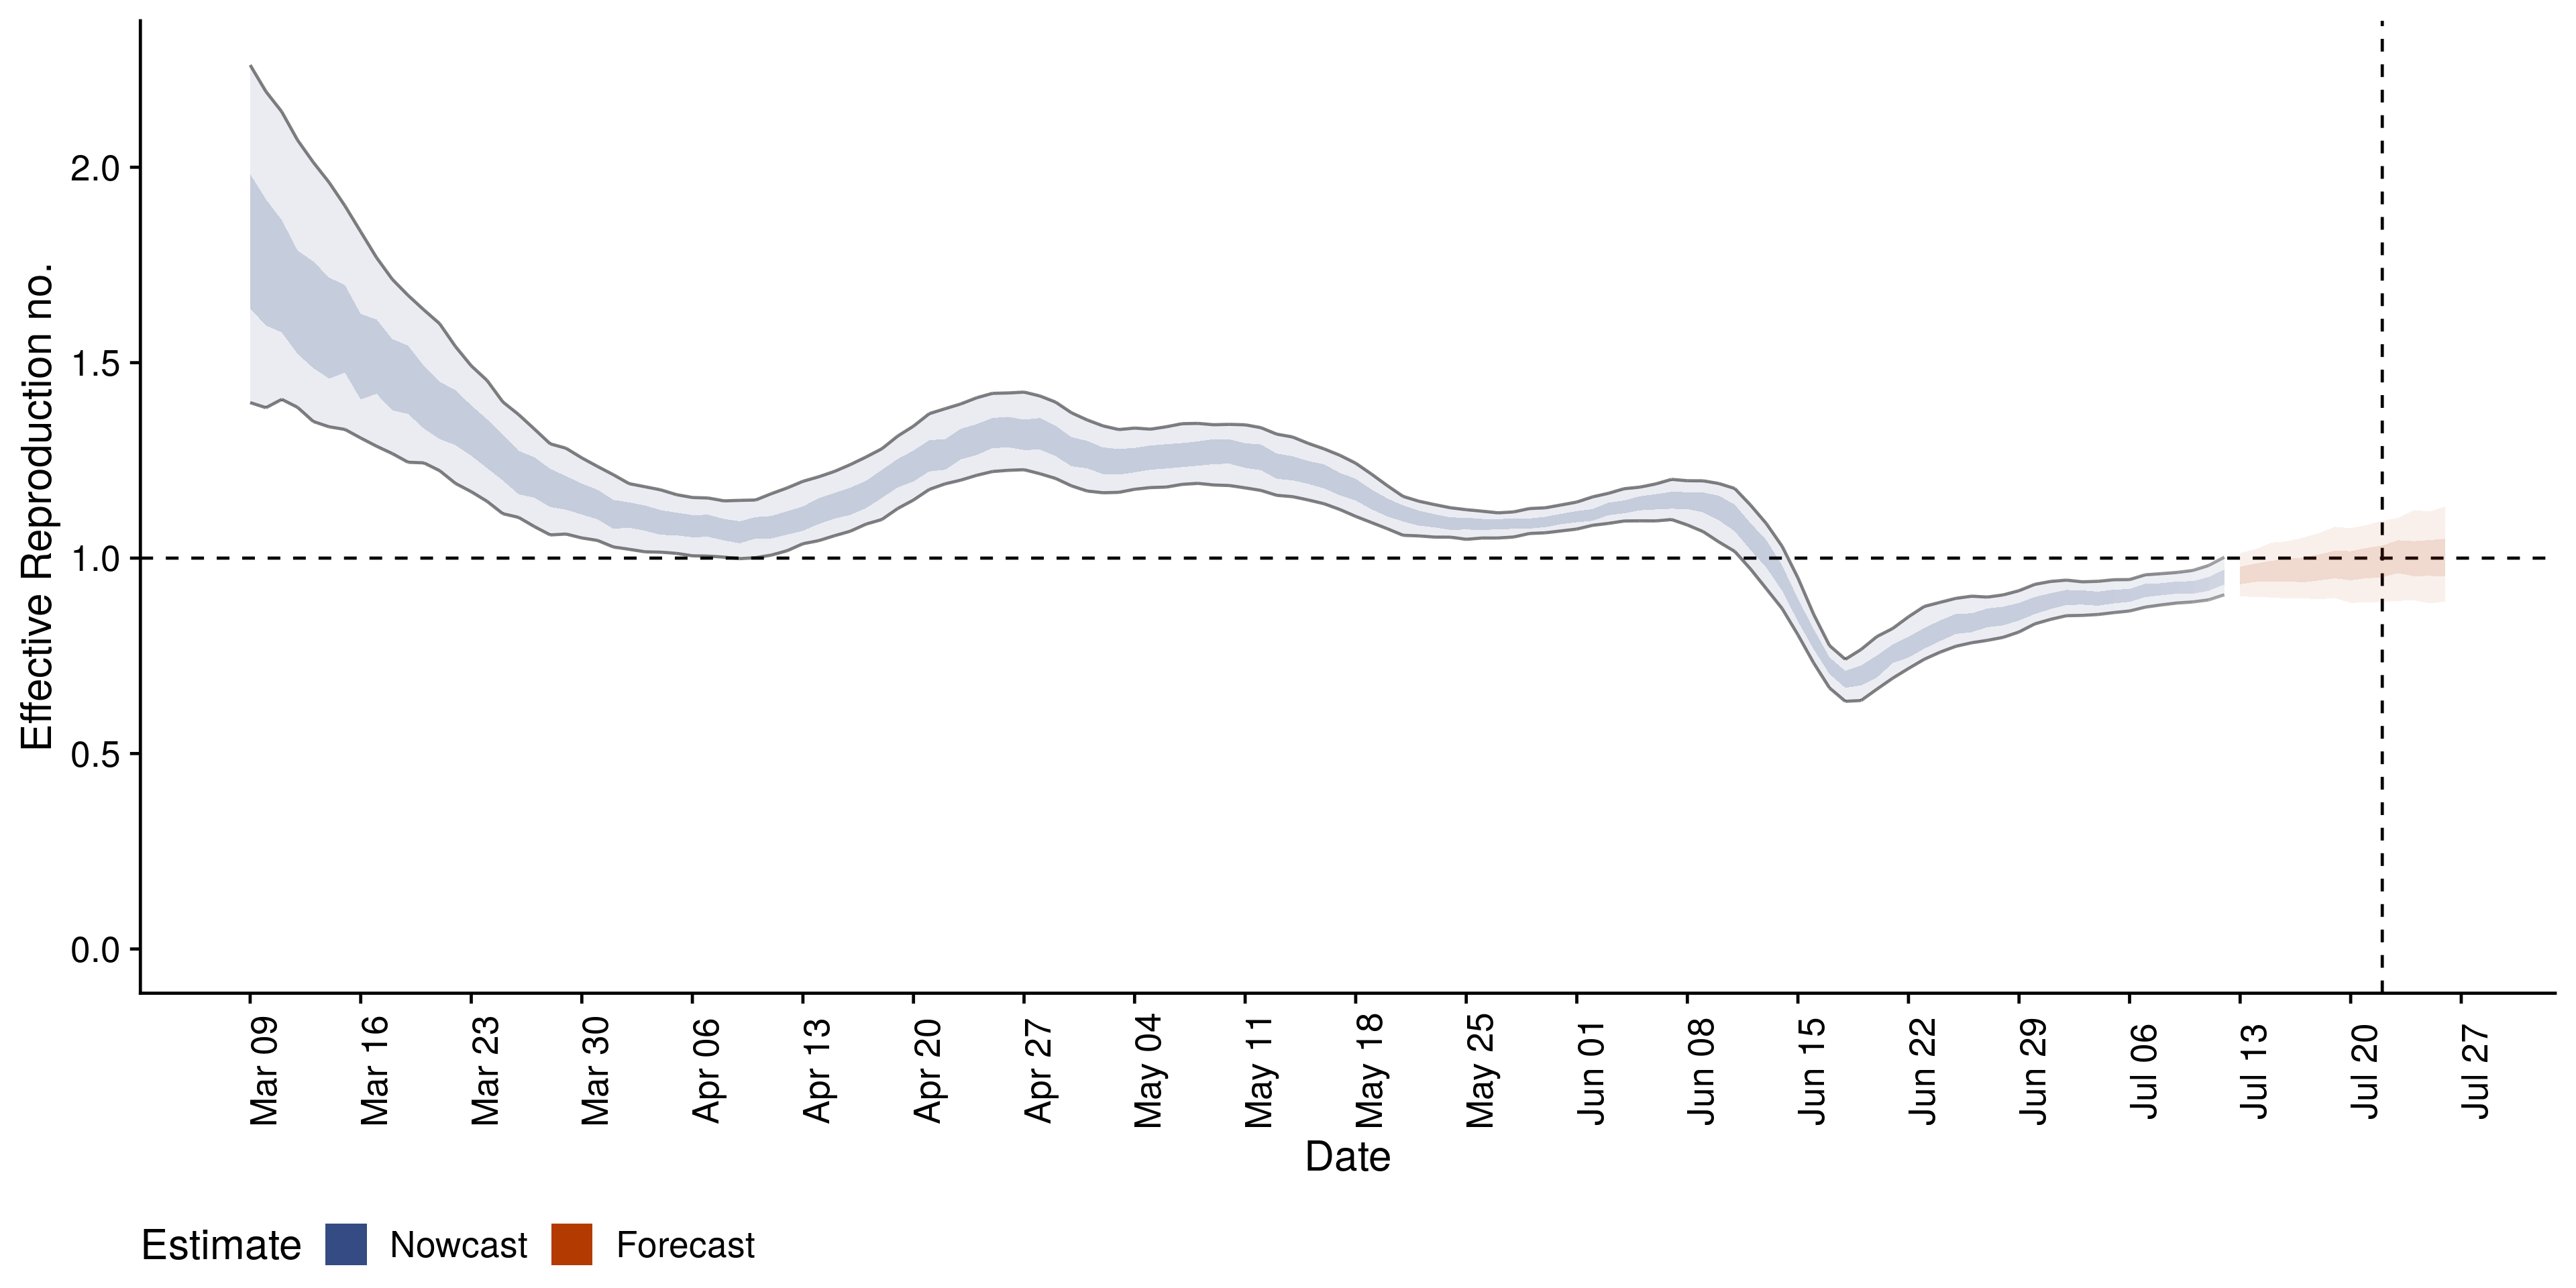 Effective Reproduction no.
2.0
1.5
1.0
0.5
0.0
Mar 09
Mar 16
Mar 23
Mar 30
Apr 06
Apr 13
Apr 20
Apr 27
May 04
May 11
May 18
May 25
Jun 01
Jun 08
Jun 15
Jun 22
Jun 29
Jul 06
Jul 13
Jul 20
Jul 27
Date
Estimate Nowcast Forecast